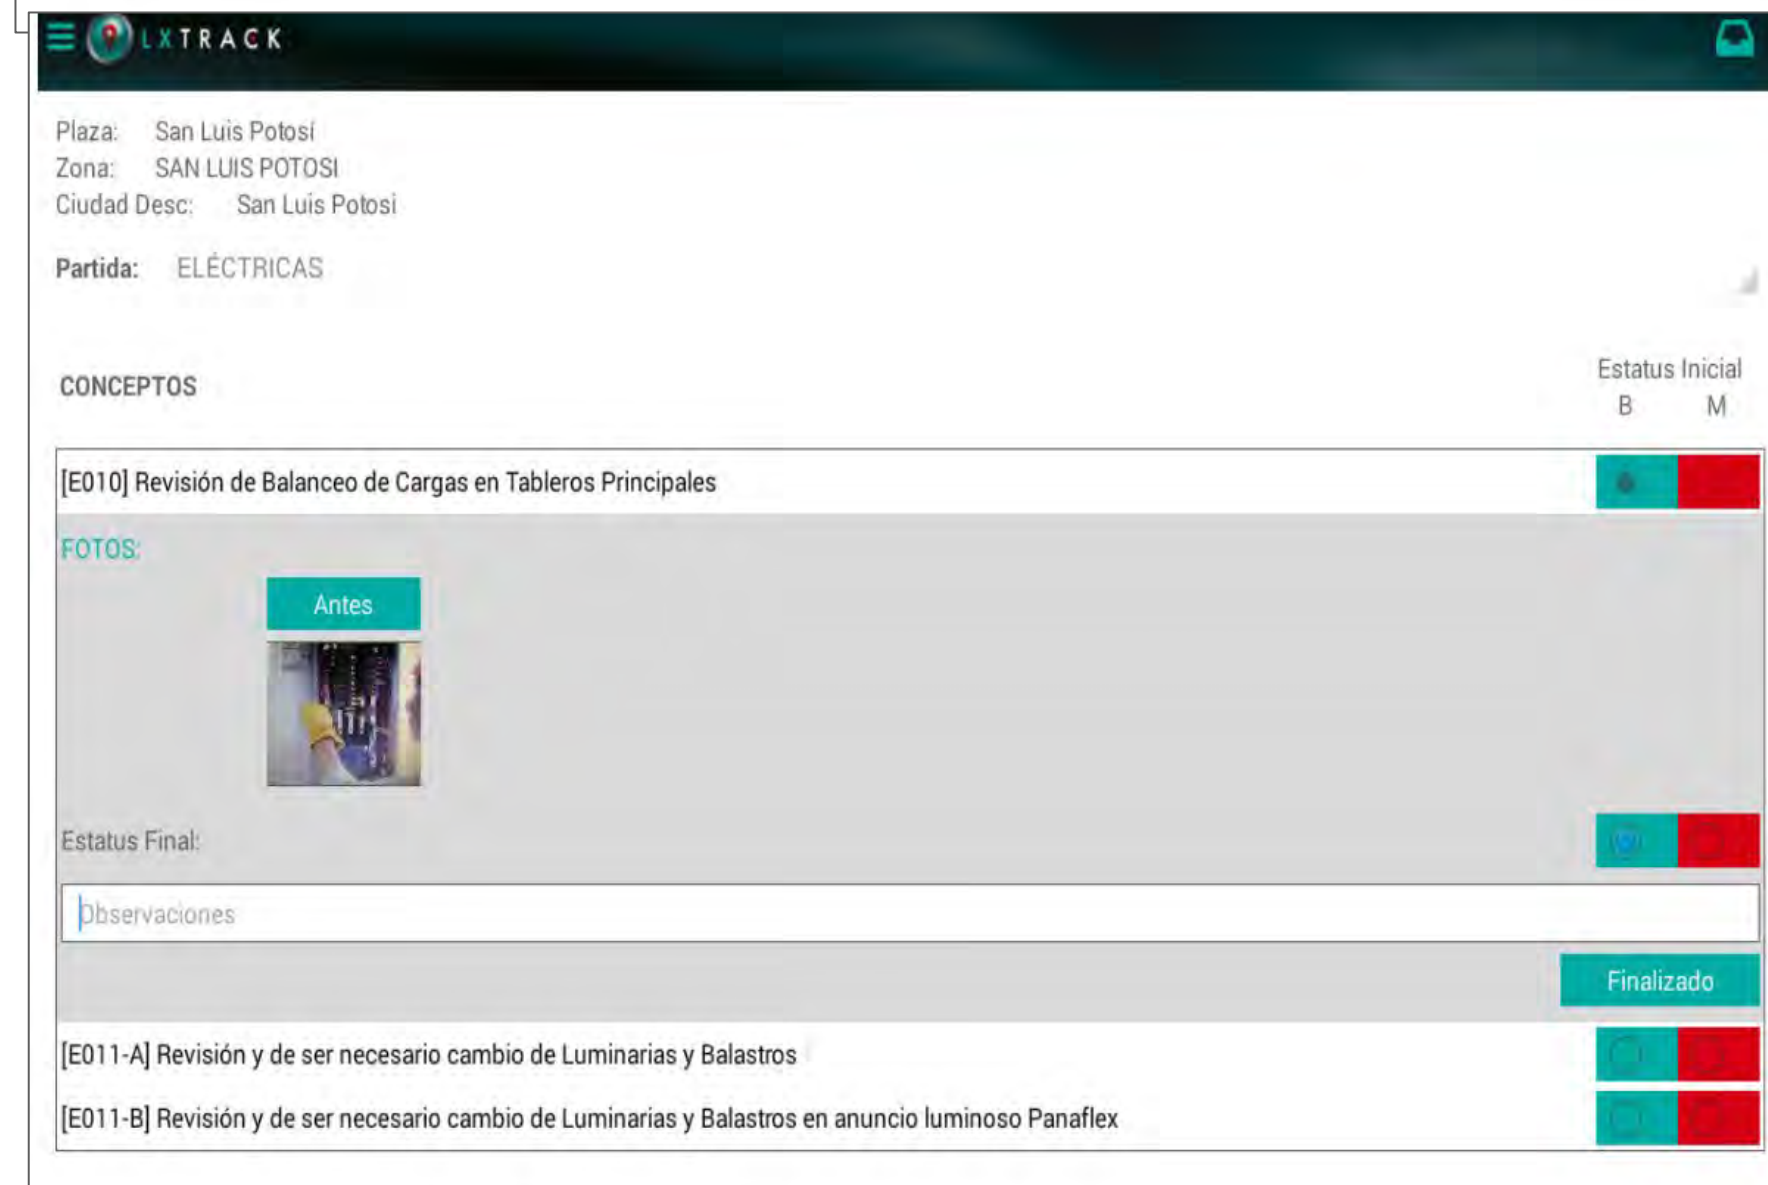 LXTRACK
Plaza: San Luis Potosí
Zona: SAN LUIS POTOSI
Ciudad Desc: San Luis Potosi
Partida: ELÉCTRICAS
Estatus Inicial
CONCEPTOS
B M
[E010] Revisión de Balanceo de Cargas en Tableros Principales
FOTOS:
Antes
Estatus Final:
Observaciones
Finalizado
[E011-A] Revisión y de ser necesario cambio de Luminarias y Balastros
[E011-B] Revisión y de ser necesario cambio de Luminarias y Balastros en anuncio luminoso Panaflex